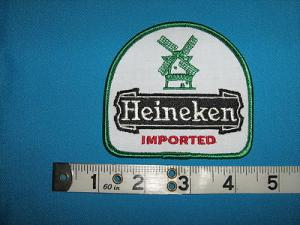 Heineken
IMPORTED
1 2 3 4 5
60 in